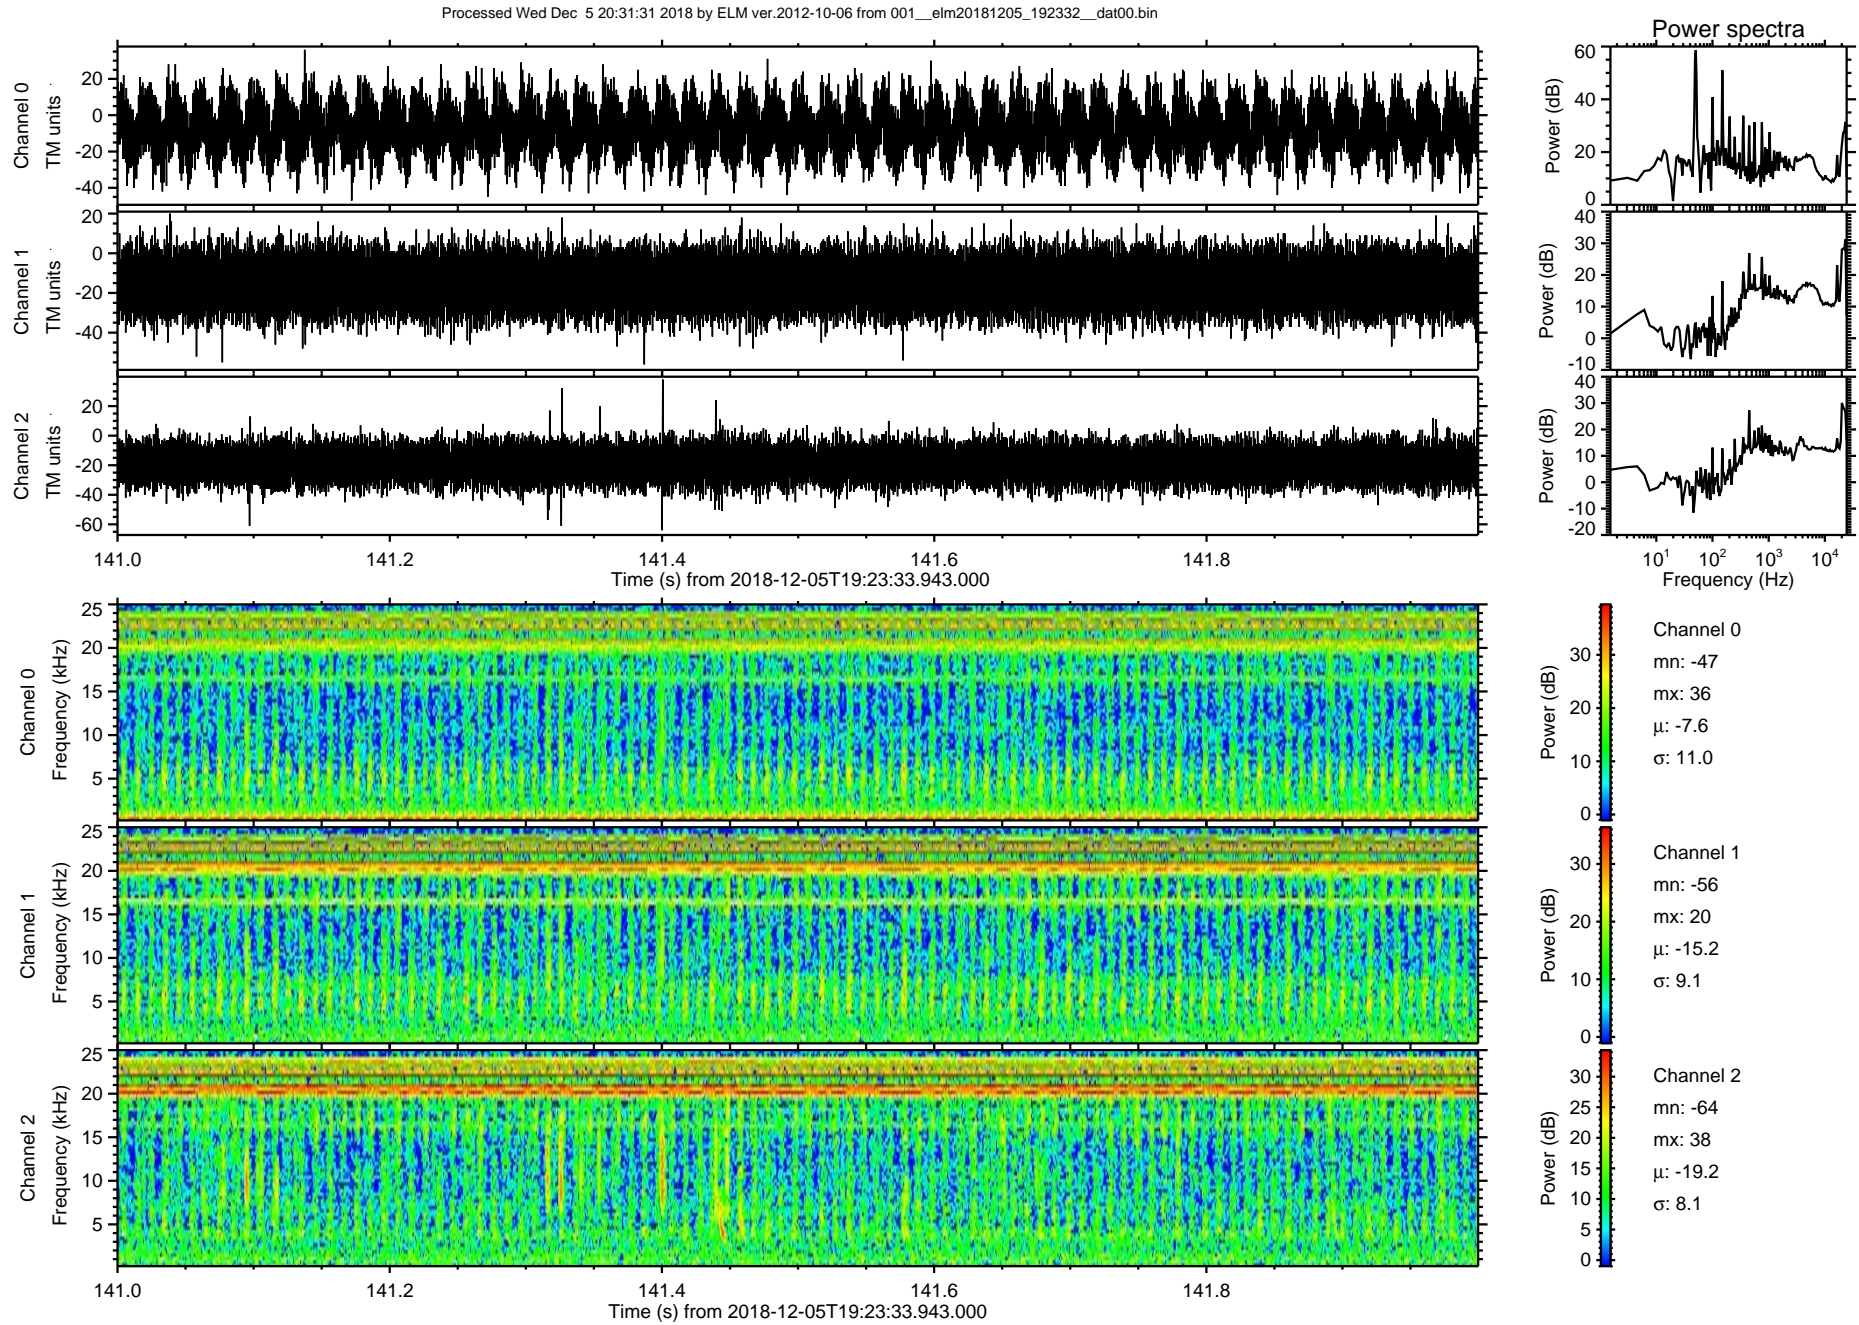 Processed Wed Dec  5 20:31:31 2018 by ELM ver.2012-10-06 from 001__elm20181205_192332__dat00.bin
Power spectra
Channel 0
TM units
20
0
-20
-40
Power (dB)
60
40
20
0
Channel 1
TM units
20
0
-20
-40
Power (dB)
40
30
20
10
0
-10
Channel 2
TM units
20
0
-20
-40
-60
Power (dB)
40
30
20
10
0
-10
-20
141.0 141.2 141.4 141.6 141.8
Time (s) from 2018-12-05T19:23:33.943.000
10^1 10^2 10^3 10^4
Frequency (Hz)
Channel 0
Frequency (kHz)
25
20
15
10
5
Power (dB)
30
20
10
0
Channel 0
mn: -47
mx: 36
μ: -7.6
σ: 11.0
Channel 1
Frequency (kHz)
25
20
15
10
5
Power (dB)
30
20
10
0
Channel 1
mn: -56
mx: 20
μ: -15.2
σ: 9.1
Channel 2
Frequency (kHz)
25
20
15
10
5
Power (dB)
30
25
20
15
10
5
0
Channel 2
mn: -64
mx: 38
μ: -19.2
σ: 8.1
141.0 141.2 141.4 141.6 141.8
Time (s) from 2018-12-05T19:23:33.943.000